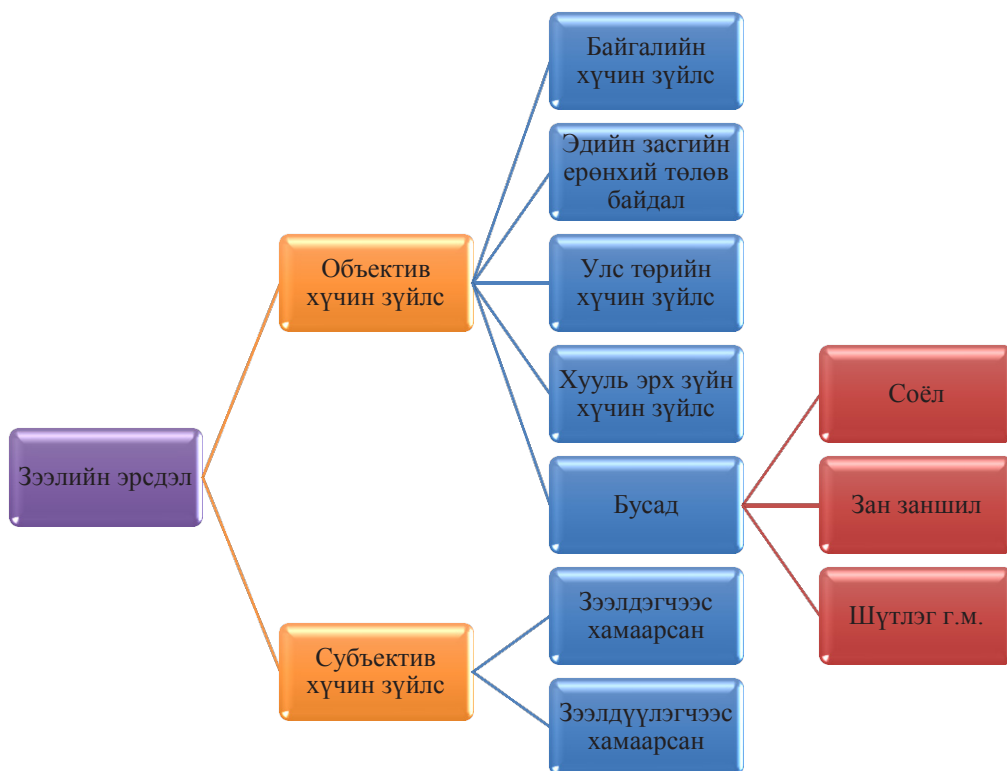 Зээлийн эрсдэл
Объектив
хүчин зүйлс
Байгалийн
хүчин зүйлс
Эдийн засгийн
ерөнхий төлөв
байдал
Улс төрийн
хүчин зүйлс
Хууль эрх зүйн
хүчин зүйлс
Бусад
Соёл
Зан заншил
Шүтлэг г.м.
Субъектив
хүчин зүйлс
Зээлдэгчээс
хамаарсан
Зээлдүүлэгчээс
хамаарсан